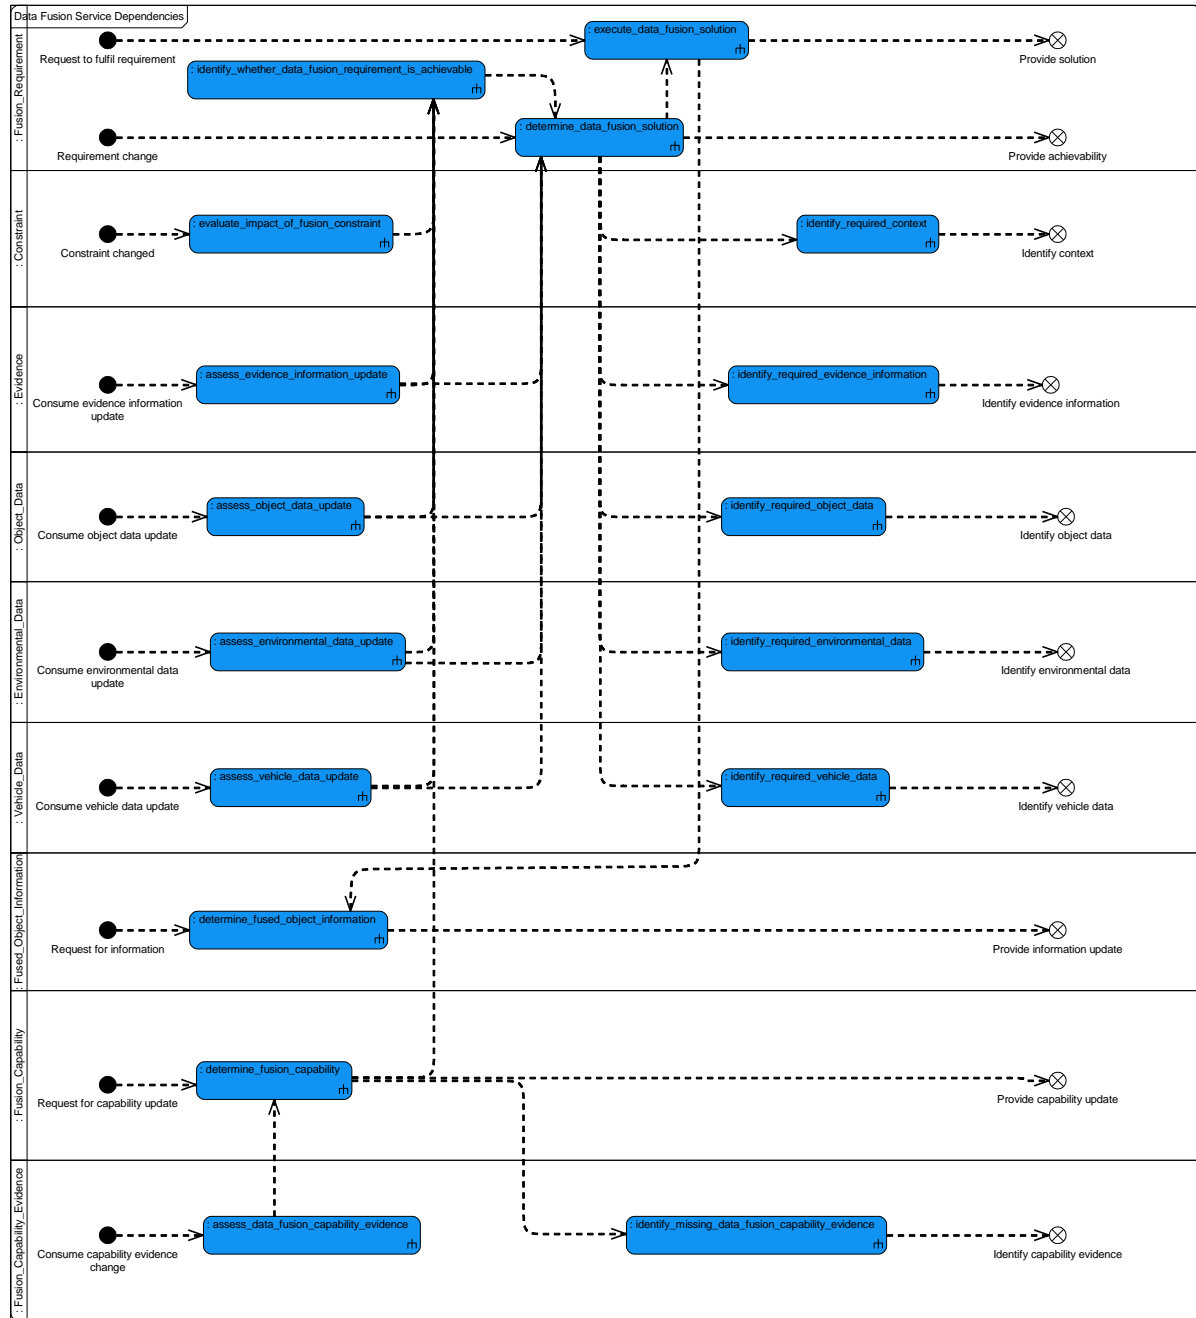 Data Fusion Service Dependencies
: Fusion_Requirement
Request to fulfil requirement
: execute_data_fusion_solution
Provide solution
: identify_whether_data_fusion_requirement_is_achievable
Requirement change
: determine_data_fusion_solution
Provide achievability
: Constraint
Constraint changed
: evaluate_impact_of_fusion_constraint
: identify_required_context
Identify context
: Evidence
Consume evidence information
update
: assess_evidence_information_update
: identify_required_evidence_information
Identify evidence information
: Object_Data
Consume object data update
: assess_object_data_update
: identify_required_object_data
Identify object data
: Environmental_Data
Consume environmental data
update
: assess_environmental_data_update
: identify_required_environmental_data
Identify environmental data
: Vehicle_Data
Consume vehicle data update
: assess_vehicle_data_update
: identify_required_vehicle_data
Identify vehicle data
: Fused_Object_Information
Request for information
: determine_fused_object_information
Provide information update
: Fusion_Capability
Request for capability update
: determine_fusion_capability
Provide capability update
: Fusion_Capability_Evidence
Consume capability evidence
change
: assess_data_fusion_capability_evidence
: identify_missing_data_fusion_capability_evidence
Identify capability evidence